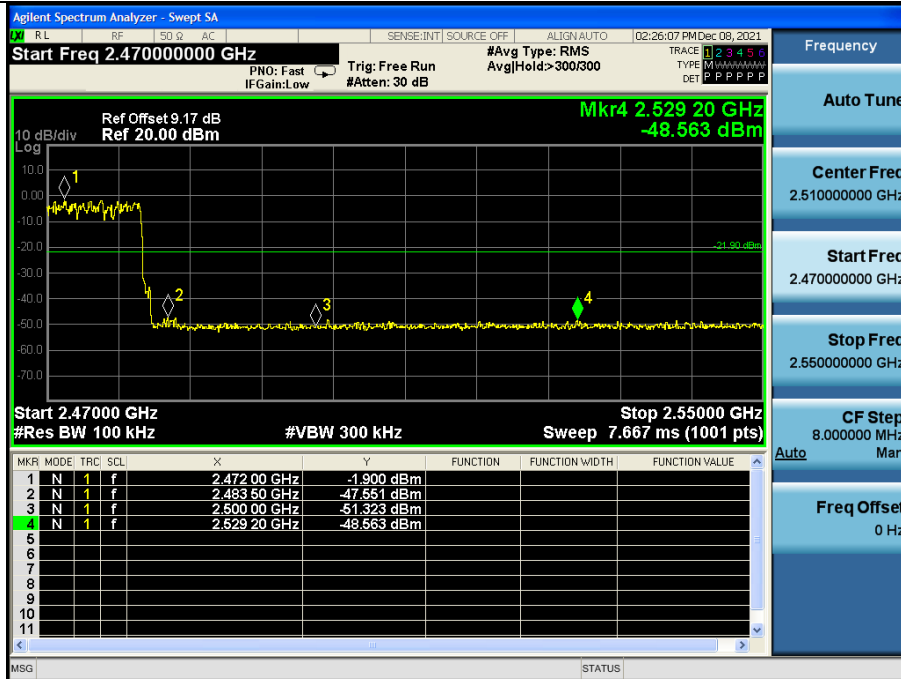 Agilent Spectrum Analyzer - Swept SA
LXI RL RF 50 Ω AC SENSE:INT SOURCE OFF ALIGN AUTO 02:26:07 PM Dec 08, 2021
Start Freq 2.470000000 GHz
PNO: Fast
IFGain:Low
Trig: Free Run
#Atten: 30 dB
#Avg Type: RMS
Avg|Hold:>300/300
TRACE 1 2 3 4 5 6
TYPE M WWWWW
DET P P P P P P
Mkr4 2.529 20 GHz
-48.563 dBm
Ref Offset 9.17 dB
10 dB/div Ref 20.00 dBm
Log
10.0
0.00
-10.0
-20.0
-30.0
-40.0
-50.0
-60.0
-70.0
1
2
3
4
-21.90 dBm
Start 2.47000 GHz Stop 2.55000 GHz
#Res BW 100 kHz #VBW 300 kHz Sweep 7.667 ms (1001 pts)
MKR MODE TRC SCL X Y FUNCTION FUNCTION WIDTH FUNCTION VALUE
1 N 1 f 2.472 00 GHz -1.900 dBm
2 N 1 f 2.483 50 GHz -47.551 dBm
3 N 1 f 2.500 00 GHz -51.323 dBm
4 N 1 f 2.529 20 GHz -48.563 dBm
5
6
7
8
9
10
11
MSG STATUS
Frequency
Auto Tune
Center Freq
2.510000000 GHz
Start Freq
2.470000000 GHz
Stop Freq
2.550000000 GHz
CF Step
8.000000 MHz
Auto Man
Freq Offset
0 Hz